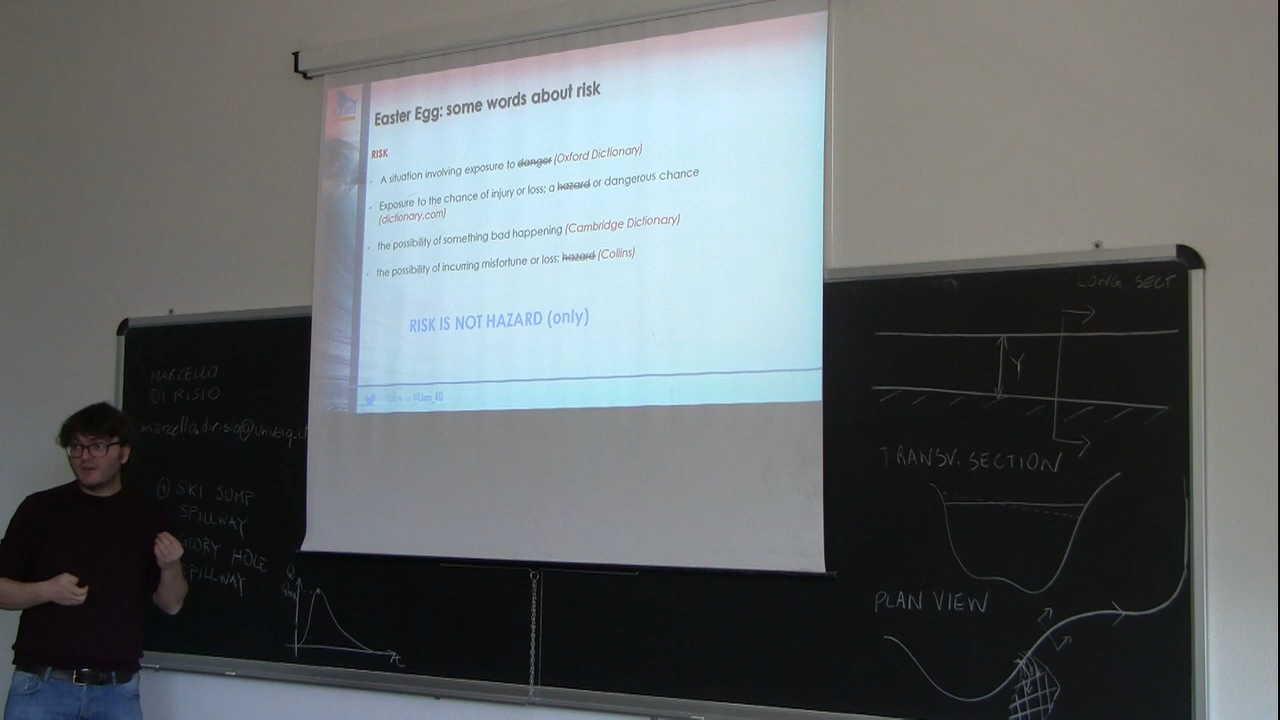 Easter Egg: some words about risk
RISK
- A situation involving exposure to danger (Oxford Dictionary)
- Exposure to the chance of injury or loss; a hazard or dangerous chance
(dictionary.com)
- the possibility of something bad happening (Cambridge Dictionary)
- the possibility of incurring misfortune or loss; hazard (Collins)
RISK IS NOT HAZARD (only)
MARCELLO
DI RISIO
SKI JUMP
SPILLWAY
GLORY HOLE
SPILLWAY
Q
t
LONG SECT
Y
TRANSV. SECTION
PLAN VIEW